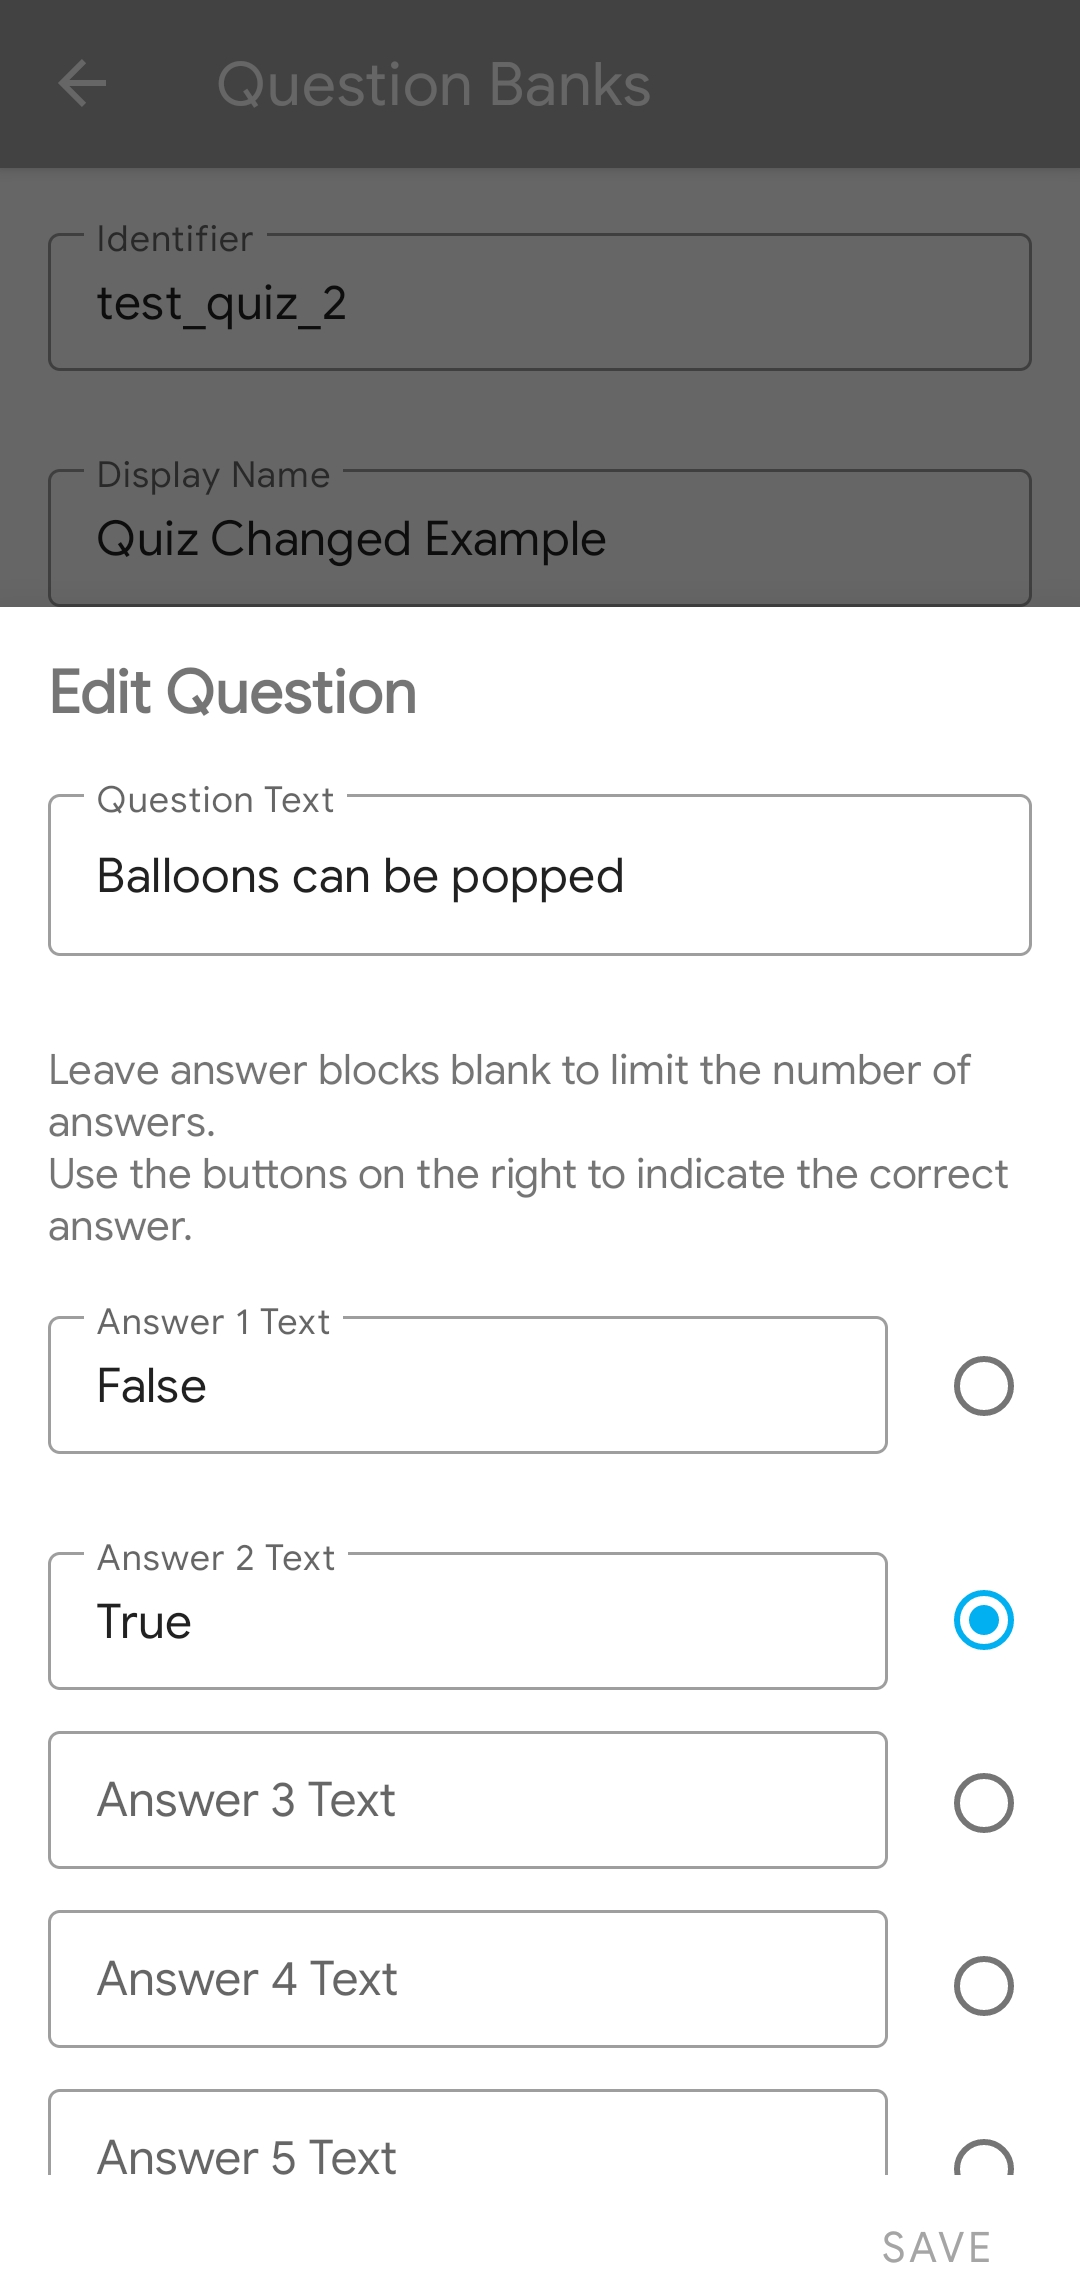 Question Banks
Identifier
test_quiz_2
Display Name
Quiz Changed Example
Edit Question
Question Text
Balloons can be popped
Leave answer blocks blank to limit the number of
answers.
Use the buttons on the right to indicate the correct
answer.
Answer 1 Text
False
Answer 2 Text
True
Answer 3 Text
Answer 4 Text
Answer 5 Text
SAVE